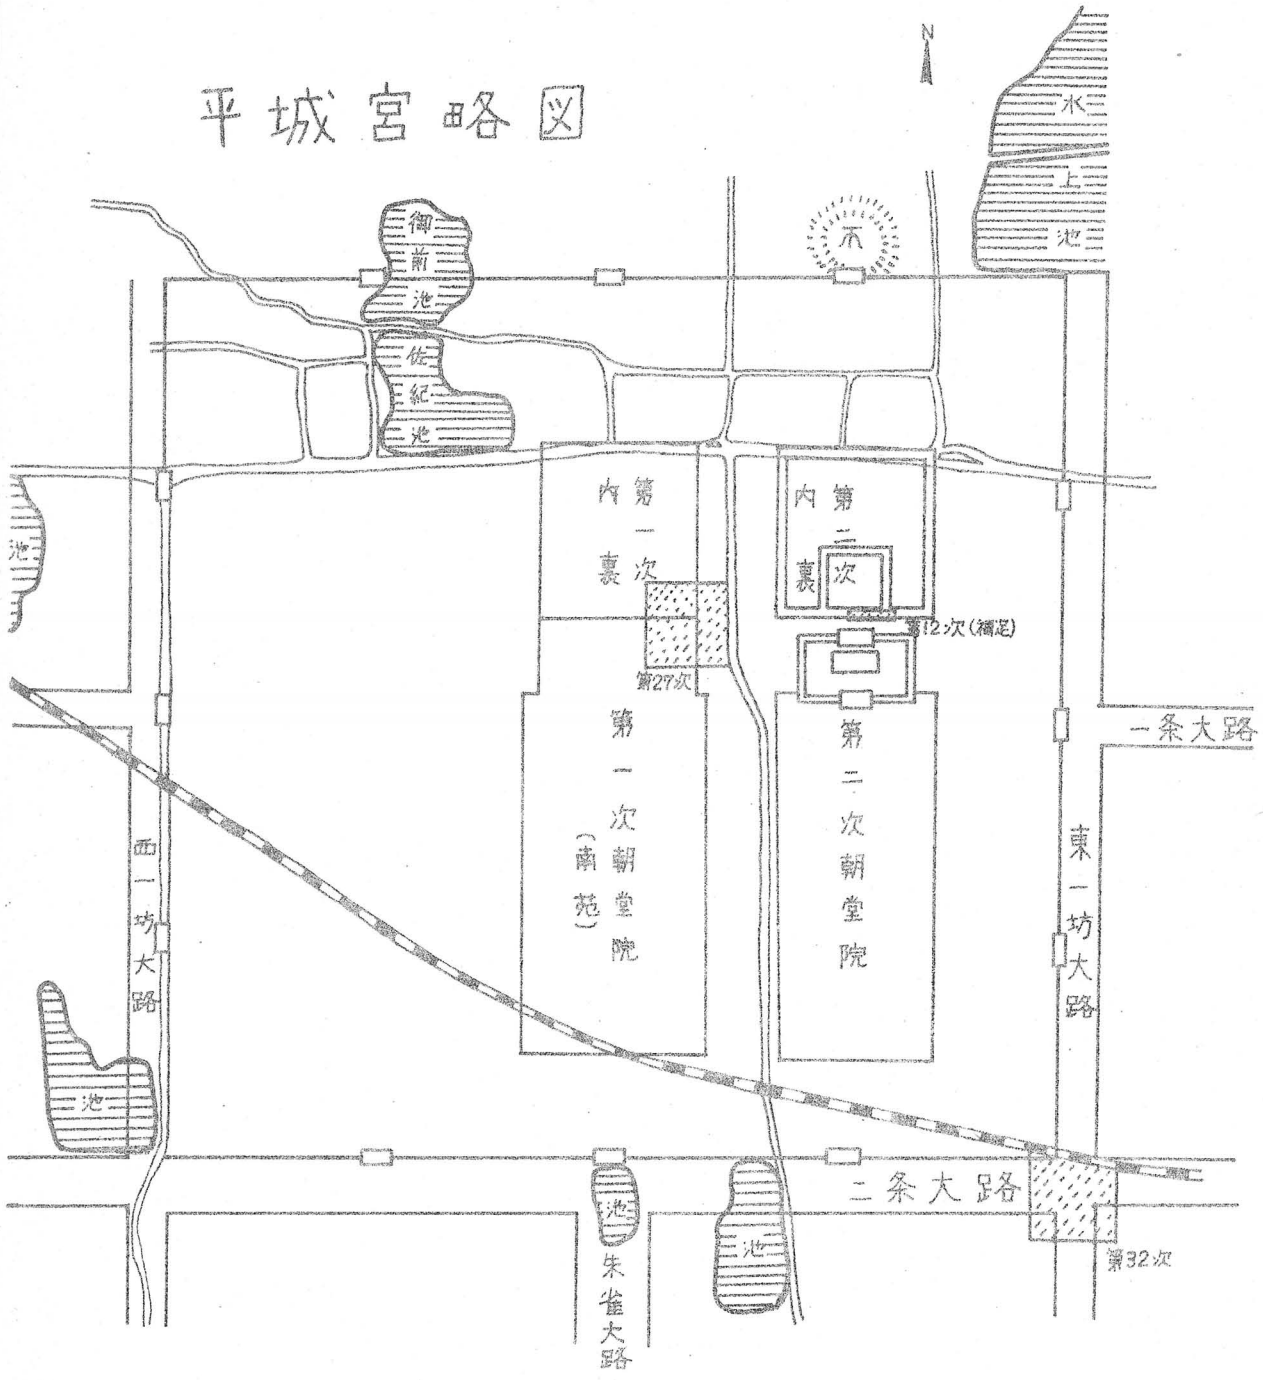 平城宮略図
N
水上池
御前池
佐紀池
池
第一次
内裏
第二次
内裏
第12次(補足)
第27次
一条大路
第一次朝堂院
(南苑)
第二次朝堂院
東一坊大路
西一坊大路
池
二条大路
池
池
第32次
朱雀大路